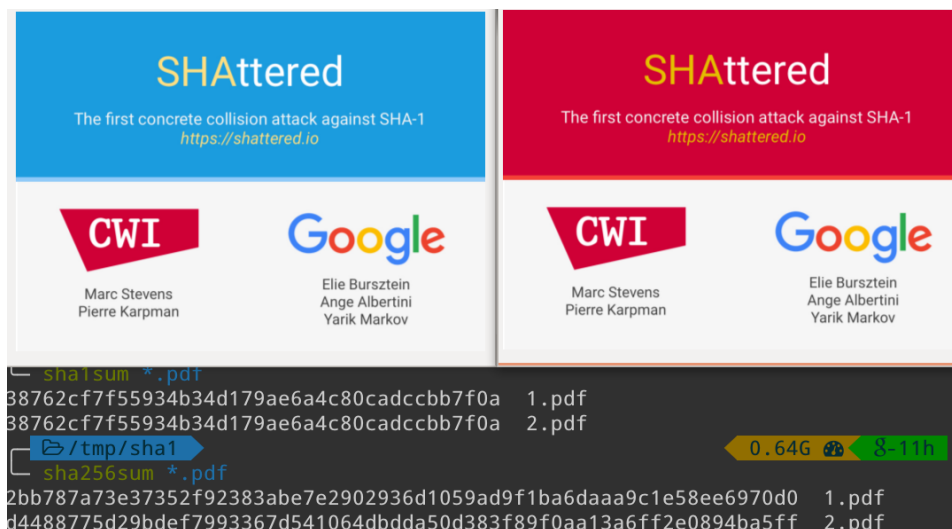 SHAttered
The first concrete collision attack against SHA-1
https://shattered.io
CWI
Marc Stevens
Pierre Karpman
Google
Elie Bursztein
Ange Albertini
Yarik Markov
SHAttered
The first concrete collision attack against SHA-1
https://shattered.io
CWI
Marc Stevens
Pierre Karpman
Google
Elie Bursztein
Ange Albertini
Yarik Markov
sha1sum *.pdf
38762cf7f55934b34d179ae6a4c80cadccbb7f0a 1.pdf
38762cf7f55934b34d179ae6a4c80cadccbb7f0a 2.pdf
/tmp/sha1 0.64G 8-11h
sha256sum *.pdf
2bb787a73e37352f92383abe7e2902936d1059ad9f1ba6daaa9c1e58ee6970d0 1.pdf
d4488775d29bdef7993367d541064dbdda50d383f89f0aa13a6ff2e0894ba5ff 2.pdf